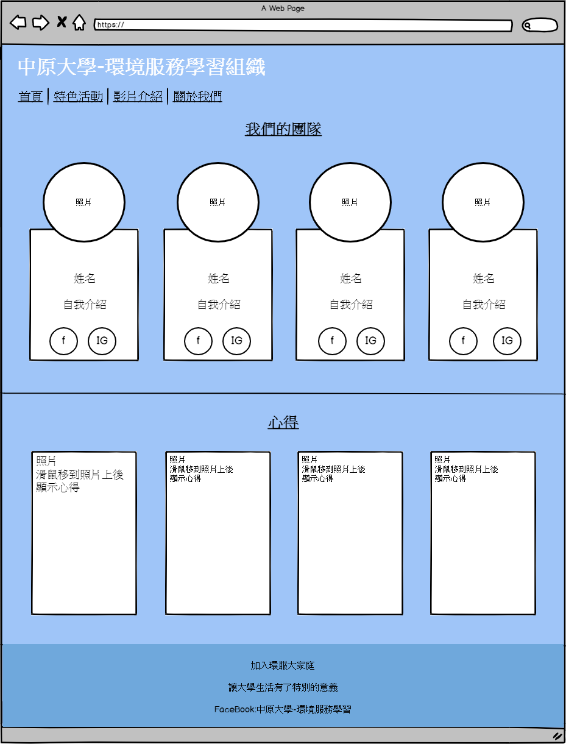 A Web Page
https://
中原大學-環境服務學習組織
首頁 | 特色活動 | 影片介紹 | 關於我們
我們的團隊
照片 照片 照片 照片
姓名 姓名 姓名 姓名
自我介紹 自我介紹 自我介紹 自我介紹
f IG f IG f IG f IG
心得
照片 照片 照片 照片
滑鼠移到照片上後 滑鼠移到照片上後 滑鼠移到照片上後 滑鼠移到照片上後
顯示心得 顯示心得 顯示心得 顯示心得
加入環服大家庭
讓大學生活有了特別的意義
FaceBook:中原大學-環境服務學習